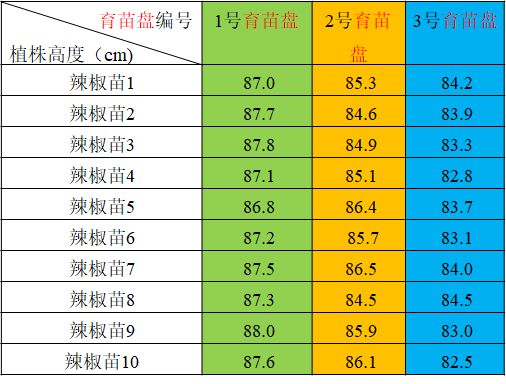 育苗盘编号 1号育苗盘 2号育苗 3号育苗盘
植株高度（cm) 盘
辣椒苗1 87.0 85.3 84.2
辣椒苗2 87.7 84.6 83.9
辣椒苗3 87.8 84.9 83.3
辣椒苗4 87.1 85.1 82.8
辣椒苗5 86.8 86.4 83.7
辣椒苗6 87.2 85.7 83.1
辣椒苗7 87.5 86.5 84.0
辣椒苗8 87.3 84.5 84.5
辣椒苗9 88.0 85.9 83.0
辣椒苗10 87.6 86.1 82.5